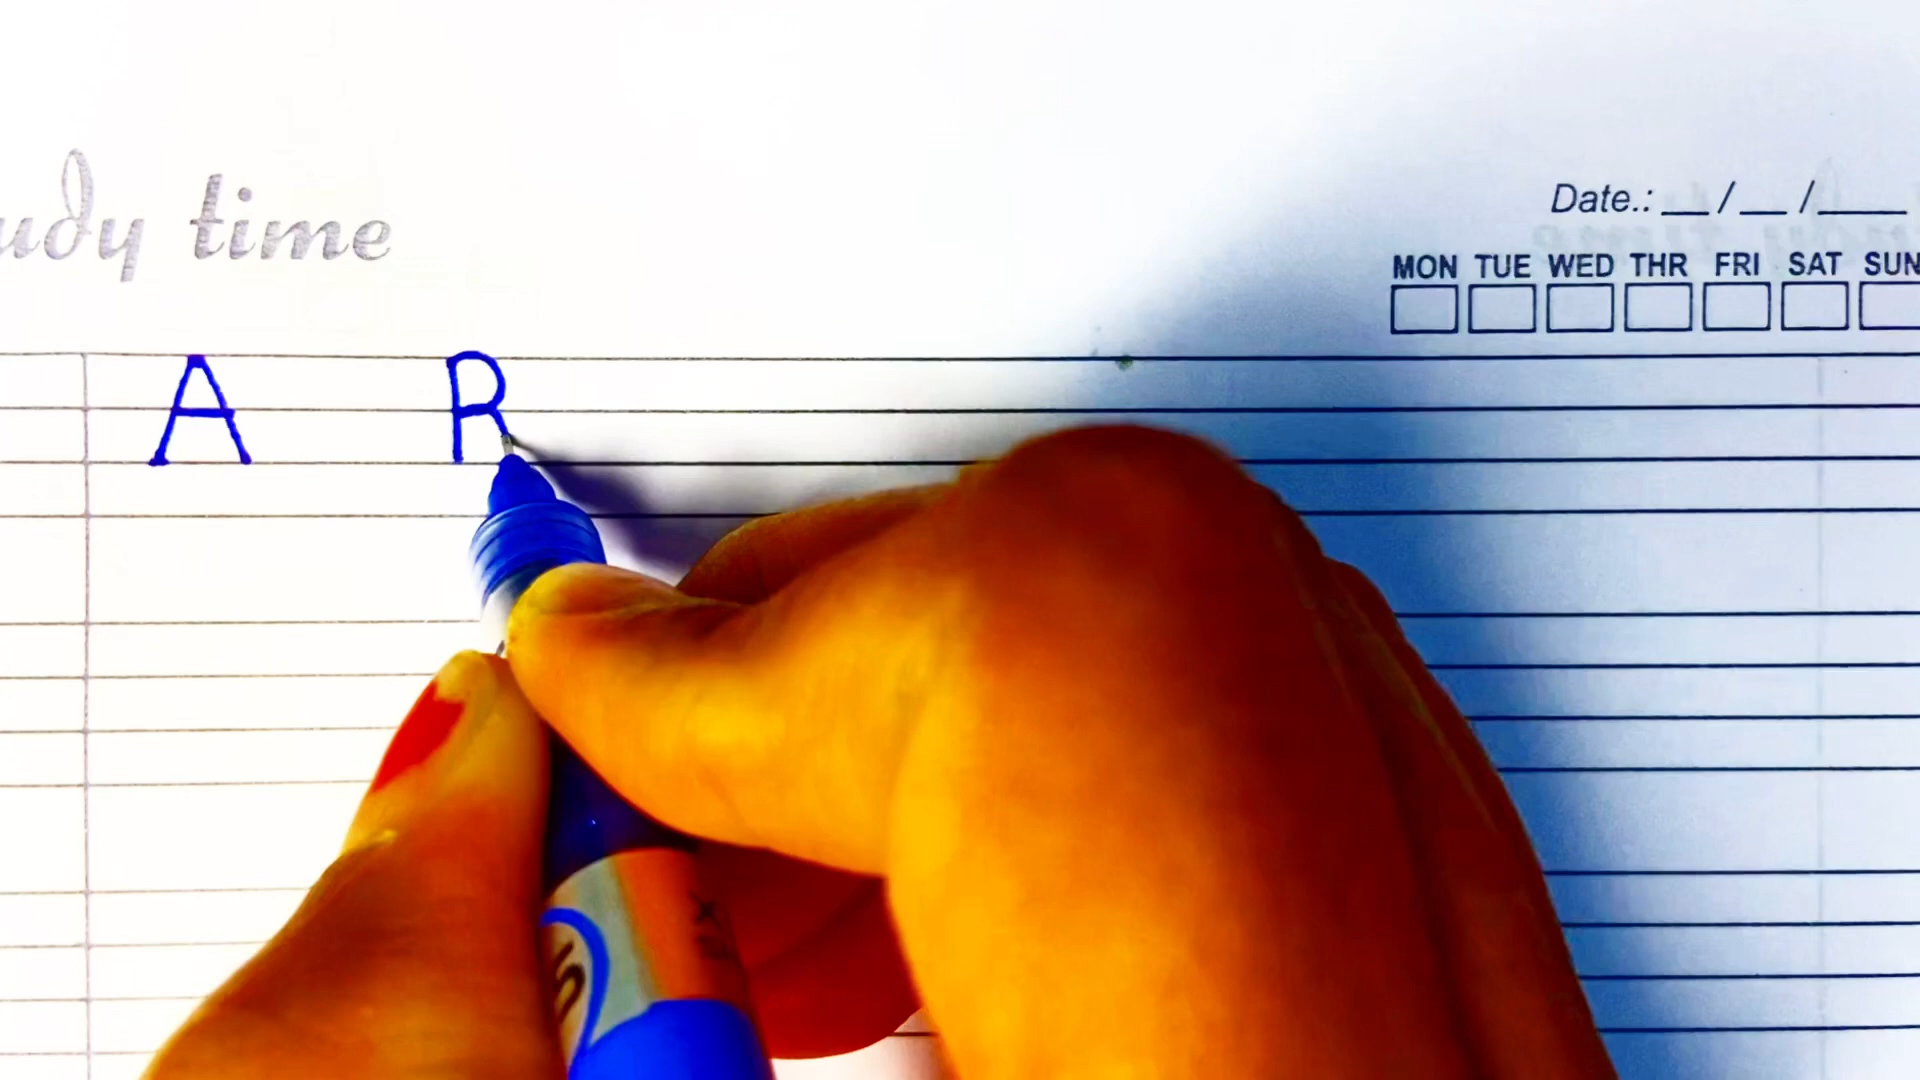 udy time
Date.: __ / __ / ____
MON TUE WED THR FRI SAT SUN
A R